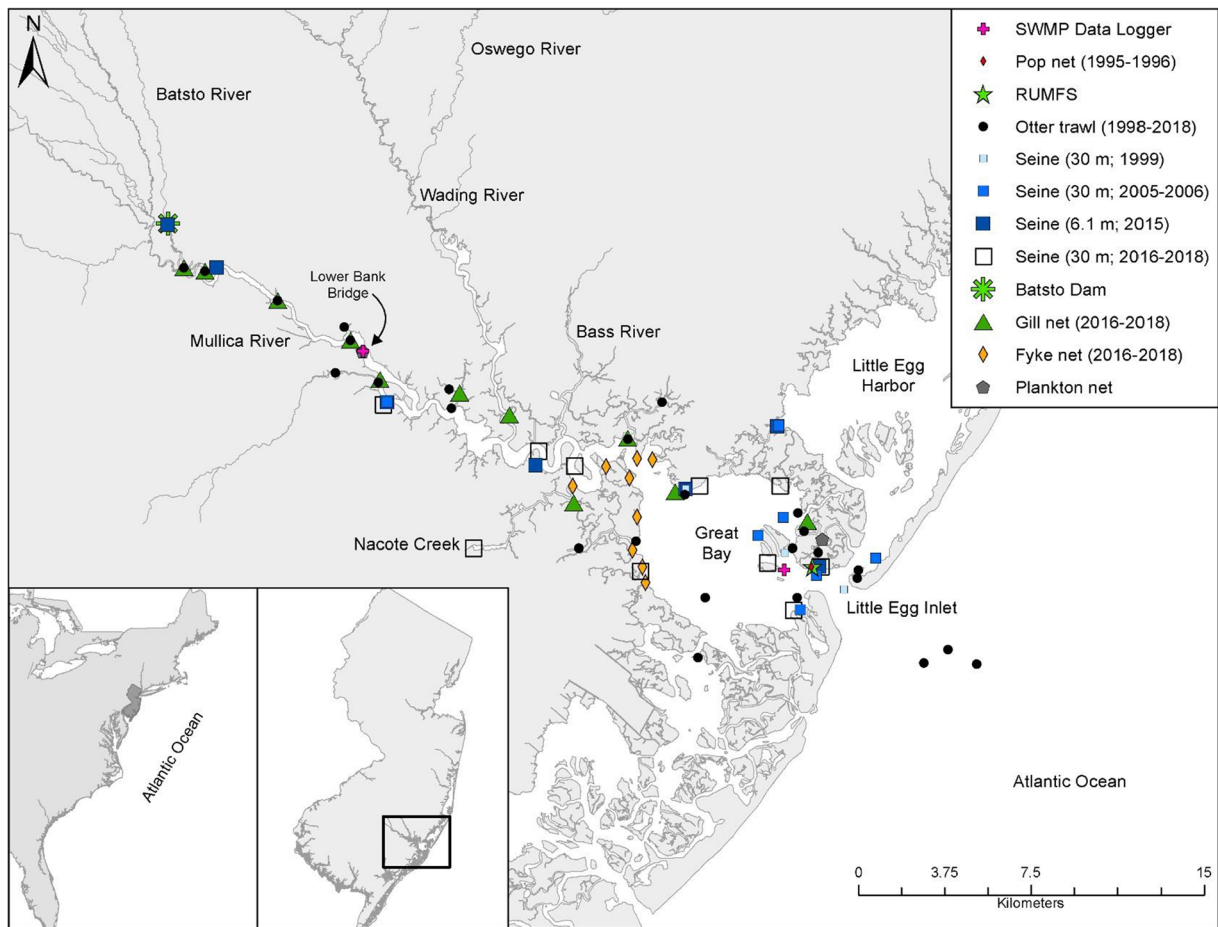 N
Oswego River
Batsto River
Wading River
Lower Bank
Bridge
Mullica River
Bass River
Little Egg
Harbor
Nacote Creek
Great
Bay
Little Egg Inlet
Atlantic Ocean
SWMP Data Logger
Pop net (1995-1996)
RUMFS
Otter trawl (1998-2018)
Seine (30 m; 1999)
Seine (30 m; 2005-2006)
Seine (6.1 m; 2015)
Seine (30 m; 2016-2018)
Batsto Dam
Gill net (2016-2018)
Fyke net (2016-2018)
Plankton net
Atlantic Ocean
0 3.75 7.5 15
Kilometers